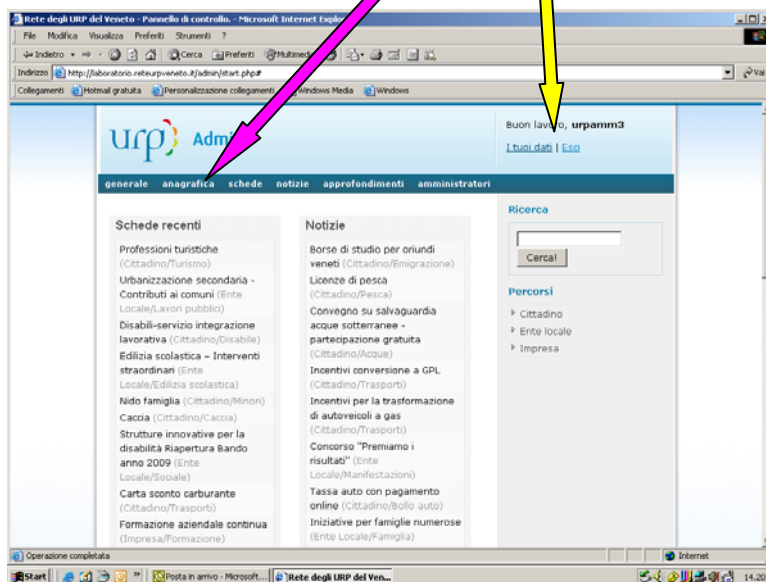 Rete degli URP del Veneto - Pannello di controllo. - Microsoft Internet Explo
File Modifica Visualizza Preferiti Strumenti ?
Indietro Cerca Preferiti
Indirizzo http://laboratorio.reteurpveneto.it/admin/start.php# Vai
Collegamenti Hotmail gratuita Personalizzazione collegamenti Windows Media Windows
urp Adm
Buon lavoro, urpamm3
I tuoi dati | Esci
generale anagrafica schede notizie approfondimenti amministratori
Schede recenti
Professioni turistiche
(Cittadino/Turismo)
Urbanizzazione secondaria -
Contributi ai comuni (Ente
Locale/Lavori pubblici)
Disabili-servizio integrazione
lavorativa (Cittadino/Disabile)
Edilizia scolastica – Interventi
straordinari (Ente
Locale/Edilizia scolastica)
Nido famiglia (Cittadino/Minori)
Caccia (Cittadino/Caccia)
Strutture innovative per la
disabilità Riapertura Bando
anno 2009 (Ente
Locale/Sociale)
Carta sconto carburante
(Cittadino/Trasporti)
Formazione aziendale continua
(Impresa/Formazione)
Notizie
Borse di studio per oriundi
veneti (Cittadino/Emigrazione)
Licenze di pesca
(Cittadino/Pesca)
Convegno su salvaguardia
acque sotterranee -
partecipazione gratuita
(Cittadino/Acque)
Incentivi conversione a GPL
(Cittadino/Trasporti)
Incentivi per la trasformazione
di autoveicoli a gas
(Cittadino/Trasporti)
Concorso "Premiamo i
risultati" (Ente
Locale/Manifestazioni)
Tassa auto con pagamento
online (Cittadino/Bollo auto)
Iniziative per famiglie numerose
(Ente Locale/Famiglia)
Ricerca
Cerca!
Percorsi
Cittadino
Ente locale
Impresa
Operazione completata Internet
Start Posta in arrivo - Microsoft... Rete degli URP del Ven... 14.20